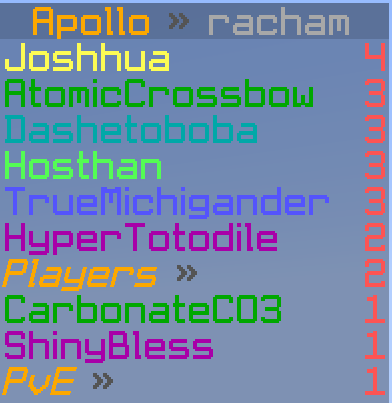 Apollo » racham
Joshhua 4
AtomicCrossbow 3
Dashetoboba 3
Hosthan 3
TrueMichigander 3
HyperTotodile 2
Players » 2
CarbonateCO3 1
ShinyBless 1
PvE » 1